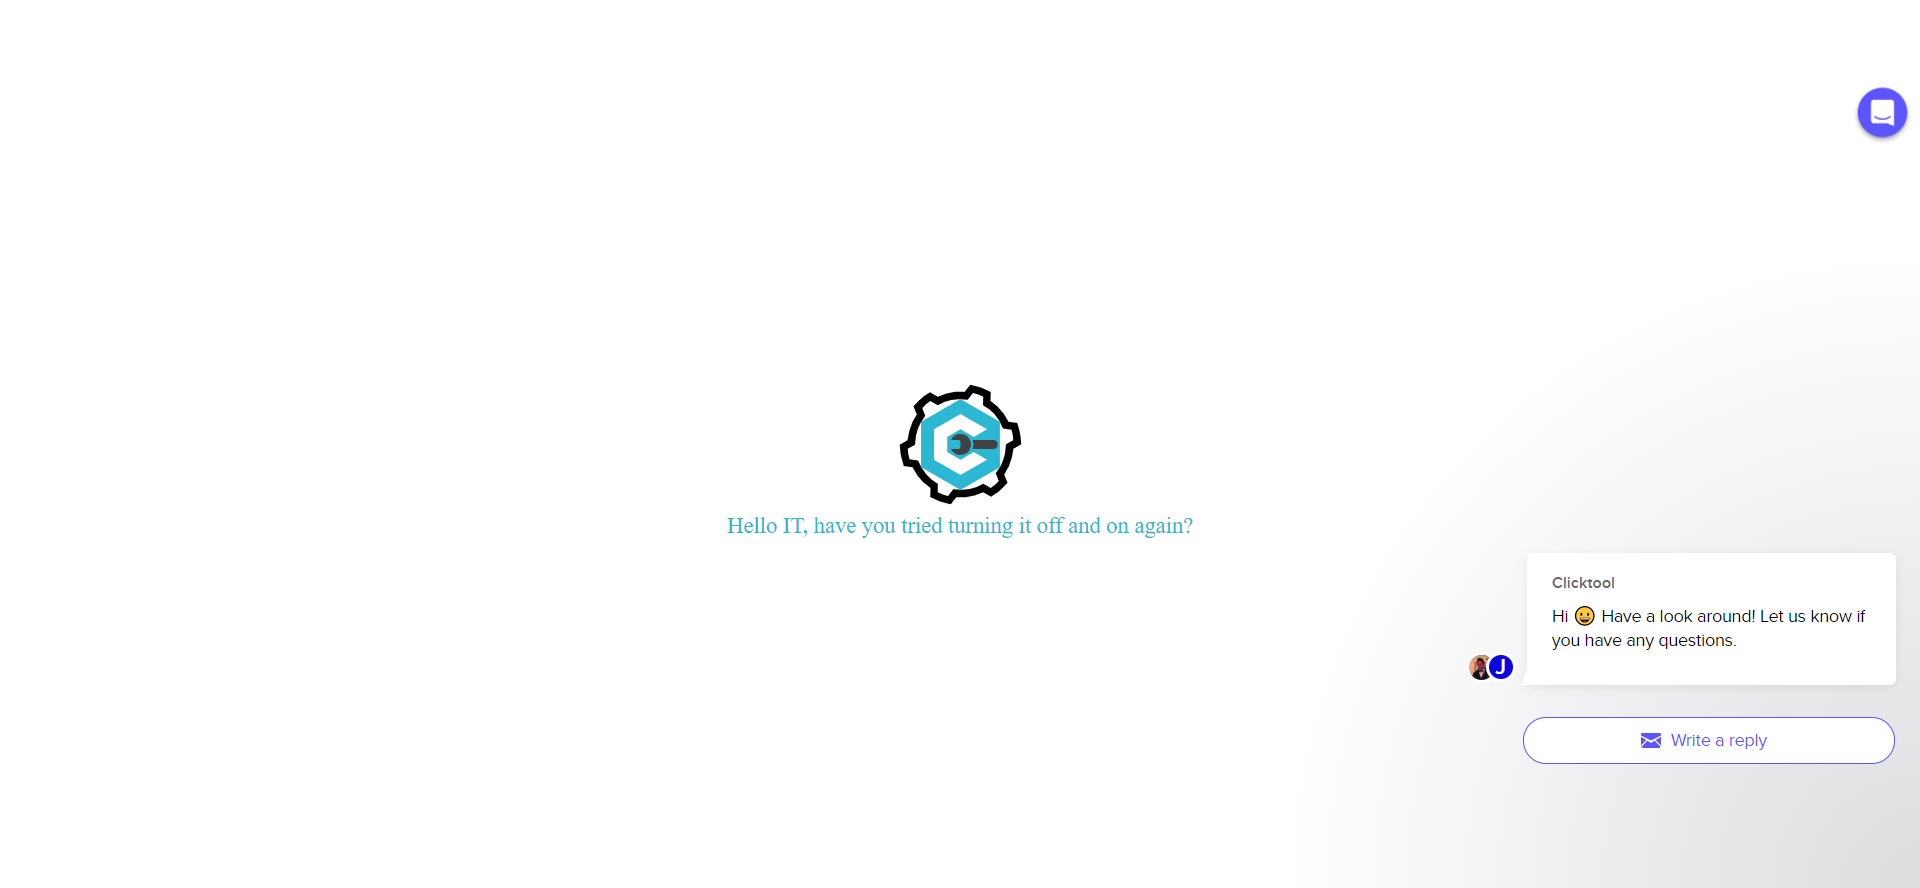 Hello IT, have you tried turning it off and on again?
Clicktool
Hi 😀 Have a look around! Let us know if
you have any questions.
J
Write a reply